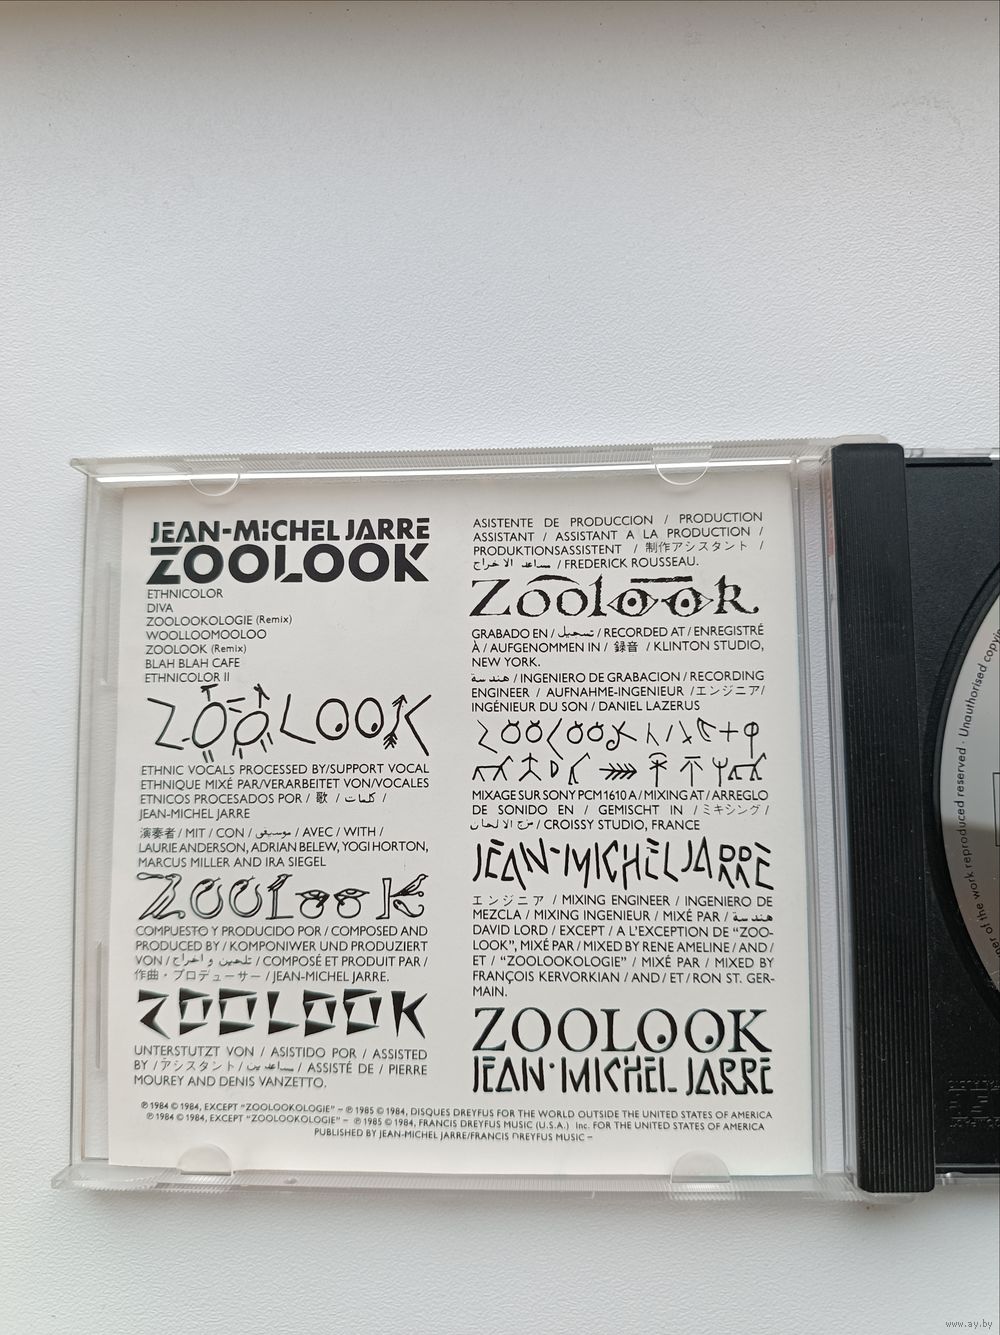 JEAN-MICHEL JARRE
ZOOLOOK
ETHNICOLOR
DIVA
ZOOLOOKOLOGIE (Remix)
WOOLLOOMOOLOO
ZOOLOOK (Remix)
BLAH BLAH CAFE
ETHNICOLOR II
ZOOLOOK
ETHNIC VOCALS PROCESSED BY/SUPPORT VOCAL
ETHNIQUE MIXÉ PAR/VERARBEITET VON/VOCALES
ETNICOS PROCESADOS POR / 歌 / كلمات /
JEAN-MICHEL JARRE
演奏者 / MIT / CON / موسيقى / AVEC / WITH /
LAURIE ANDERSON, ADRIAN BELEW, YOGI HORTON,
MARCUS MILLER AND IRA SIEGEL
ZOOLOOK
COMPUESTO Y PRODUCIDO POR / COMPOSED AND
PRODUCED BY / KOMPONIWER UND PRODUZIERT
VON / تلحين و اخراج / COMPOSÉ ET PRODUIT PAR /
作曲・プロデューサー / JEAN-MICHEL JARRE.
ZOOLOOK
UNTERSTUTZT VON / ASISTIDO POR / ASSISTED
BY / アシスタント / مساعدين / ASSISTÉ DE / PIERRE
MOUREY AND DENIS VANZETTO.
ASISTENTE DE PRODUCCION / PRODUCTION
ASSISTANT / ASSISTANT A LA PRODUCTION /
PRODUKTIONSASSISTENT / 制作アシスタント /
مساعد الاخراج / FREDERICK ROUSSEAU.
Zoolook
GRABADO EN / تسجيل / RECORDED AT / ENREGISTRÉ
À / AUFGENOMMEN IN / 録音 / KLINTON STUDIO,
NEW YORK.
هندسة / INGENIERO DE GRABACION / RECORDING
ENGINEER / AUFNAHME-INGENIEUR / エンジニア /
INGÉNIEUR DU SON / DANIEL LAZERUS
MIXAGE SUR SONY PCM 1610 A / MIXING AT / ARREGLO
DE SONIDO EN / GEMISCHT IN / ミキシング /
مزج الالحان / CROISSY STUDIO, FRANCE
JEAN-MICHEL JARRE
エンジニア / MIXING ENGINEER / INGENIERO DE
MEZCLA / MIXING INGENIEUR / MIXÉ PAR / هندسة
DAVID LORD / EXCEPT / A L'EXCEPTION DE "ZOO-
LOOK", MIXÉ PAR / MIXED BY RENE AMELINE / AND /
ET / "ZOOLOOKOLOGIE" / MIXÉ PAR / MIXED BY
FRANÇOIS KERVORKIAN / AND / ET / RON ST. GER-
MAIN.
ZOOLOOK
JEAN-MICHEL JARRE
℗ 1984 © 1984, EXCEPT "ZOOLOOKOLOGIE" – ℗ 1985 © 1984, DISQUES DREYFUS FOR THE WORLD OUTSIDE THE UNITED STATES OF AMERICA
℗ 1984 © 1984, EXCEPT "ZOOLOOKOLOGIE" – ℗ 1985 © 1984, FRANCIS DREYFUS MUSIC (U.S.A.) Inc. FOR THE UNITED STATES OF AMERICA
PUBLISHED BY JEAN-MICHEL JARRE/FRANCIS DREYFUS MUSIC –
of the work reproduced reserved · Unauthorised
www.ay.by